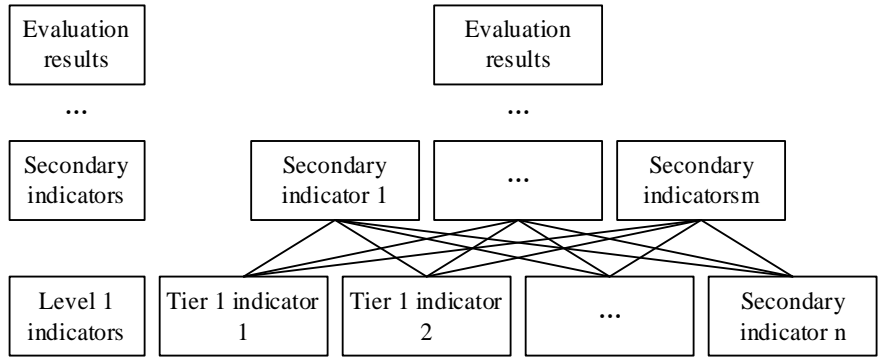 Evaluation
results
Evaluation
results
...
...
Secondary
indicators
Secondary
indicator 1
...
Secondary
indicatorsm
Level 1
indicators
Tier 1 indicator
1
Tier 1 indicator
2
...
Secondary
indicator n